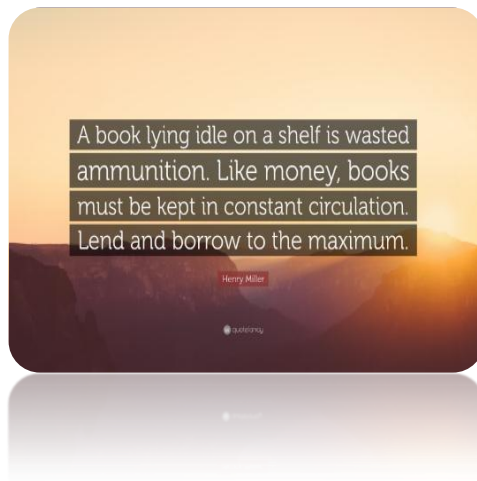 A book lying idle on a shelf is wasted
ammunition. Like money, books
must be kept in constant circulation.
Lend and borrow to the maximum.
Henry Miller
quotefancy